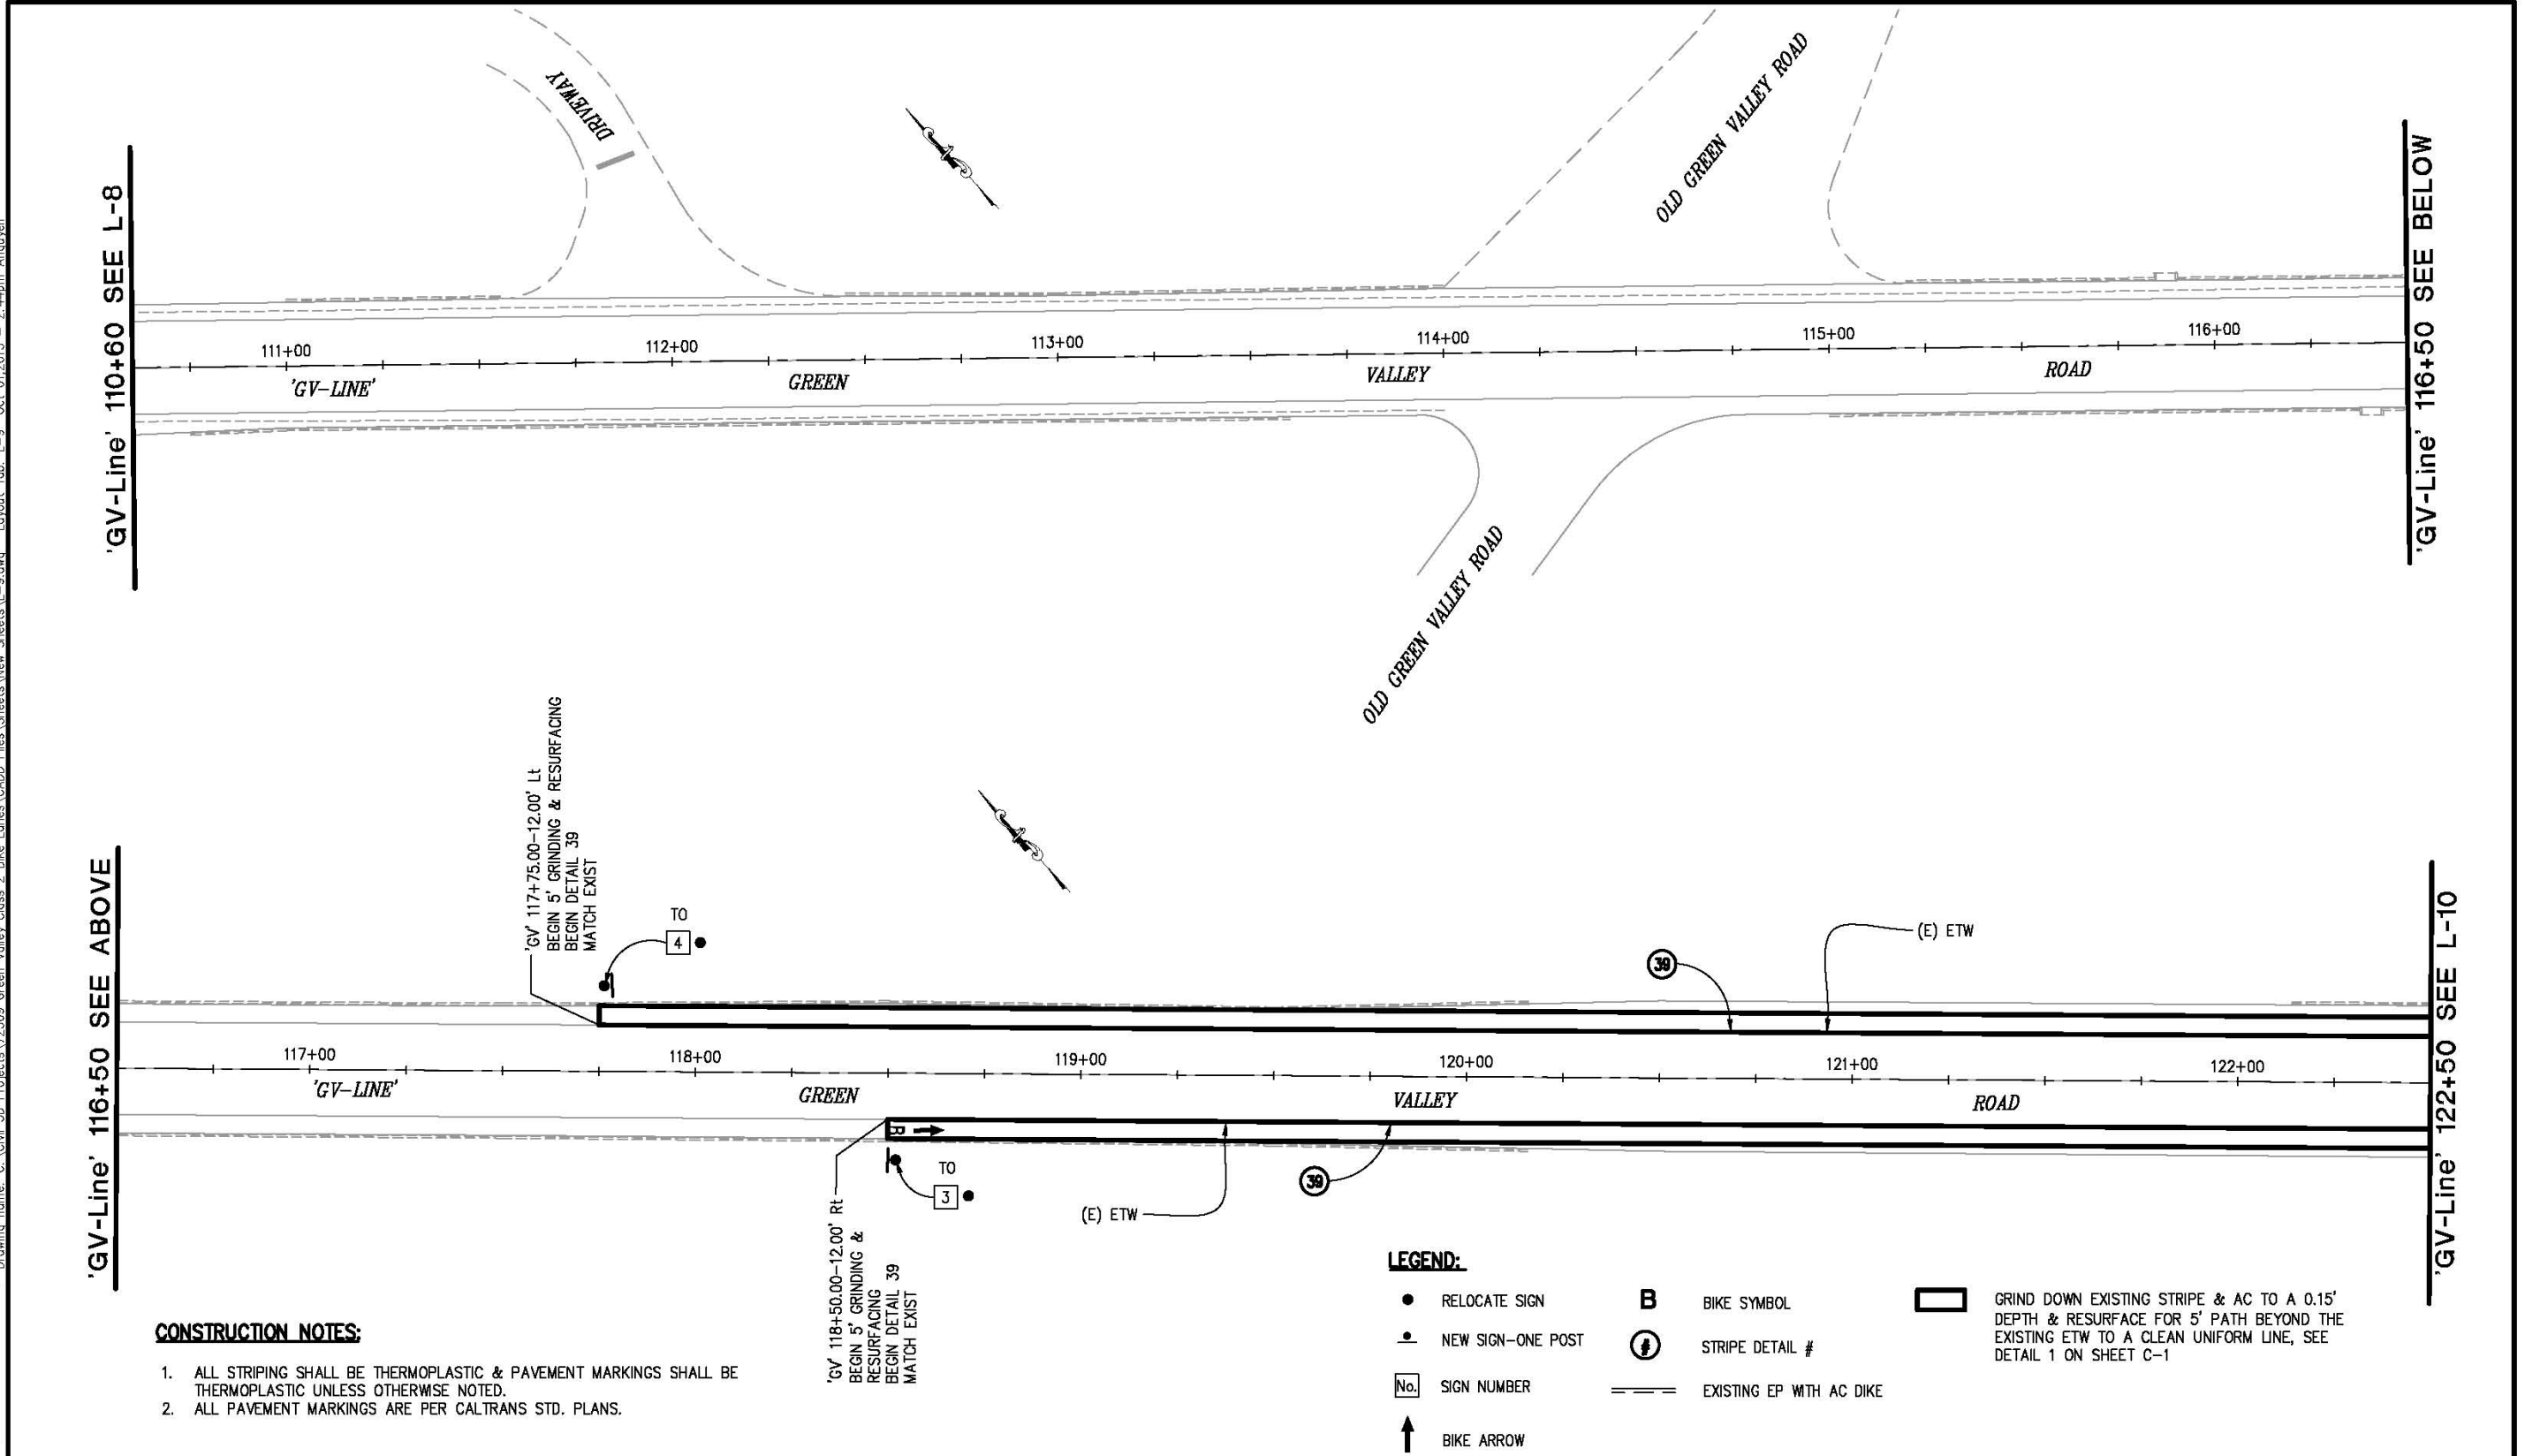 DRIVEWAY
OLD GREEN VALLEY ROAD
'GV-Line' 110+60 SEE L-8
'GV-Line' 116+50 SEE BELOW
111+00
112+00
113+00
114+00
115+00
116+00
'GV-LINE'
GREEN
VALLEY
ROAD
OLD GREEN VALLEY ROAD
'GV-Line' 116+50 SEE ABOVE
'GV-Line' 122+50 SEE L-10
'GV' 117+75.00-12.00' Lt
BEGIN 5' GRINDING & RESURFACING
BEGIN DETAIL 39
MATCH EXIST
TO
4
39
(E) ETW
117+00
118+00
119+00
120+00
121+00
122+00
'GV-LINE'
GREEN
VALLEY
ROAD
B
TO
3
(E) ETW
39
'GV' 118+50.00-12.00' Rt
BEGIN 5' GRINDING &
RESURFACING
BEGIN DETAIL 39
MATCH EXIST
CONSTRUCTION NOTES:
1. ALL STRIPING SHALL BE THERMOPLASTIC & PAVEMENT MARKINGS SHALL BE
THERMOPLASTIC UNLESS OTHERWISE NOTED.
2. ALL PAVEMENT MARKINGS ARE PER CALTRANS STD. PLANS.
LEGEND:
RELOCATE SIGN
NEW SIGN-ONE POST
No. SIGN NUMBER
BIKE ARROW
B BIKE SYMBOL
# STRIPE DETAIL #
EXISTING EP WITH AC DIKE
GRIND DOWN EXISTING STRIPE & AC TO A 0.15'
DEPTH & RESURFACE FOR 5' PATH BEYOND THE
EXISTING ETW TO A CLEAN UNIFORM LINE, SEE
DETAIL 1 ON SHEET C-1